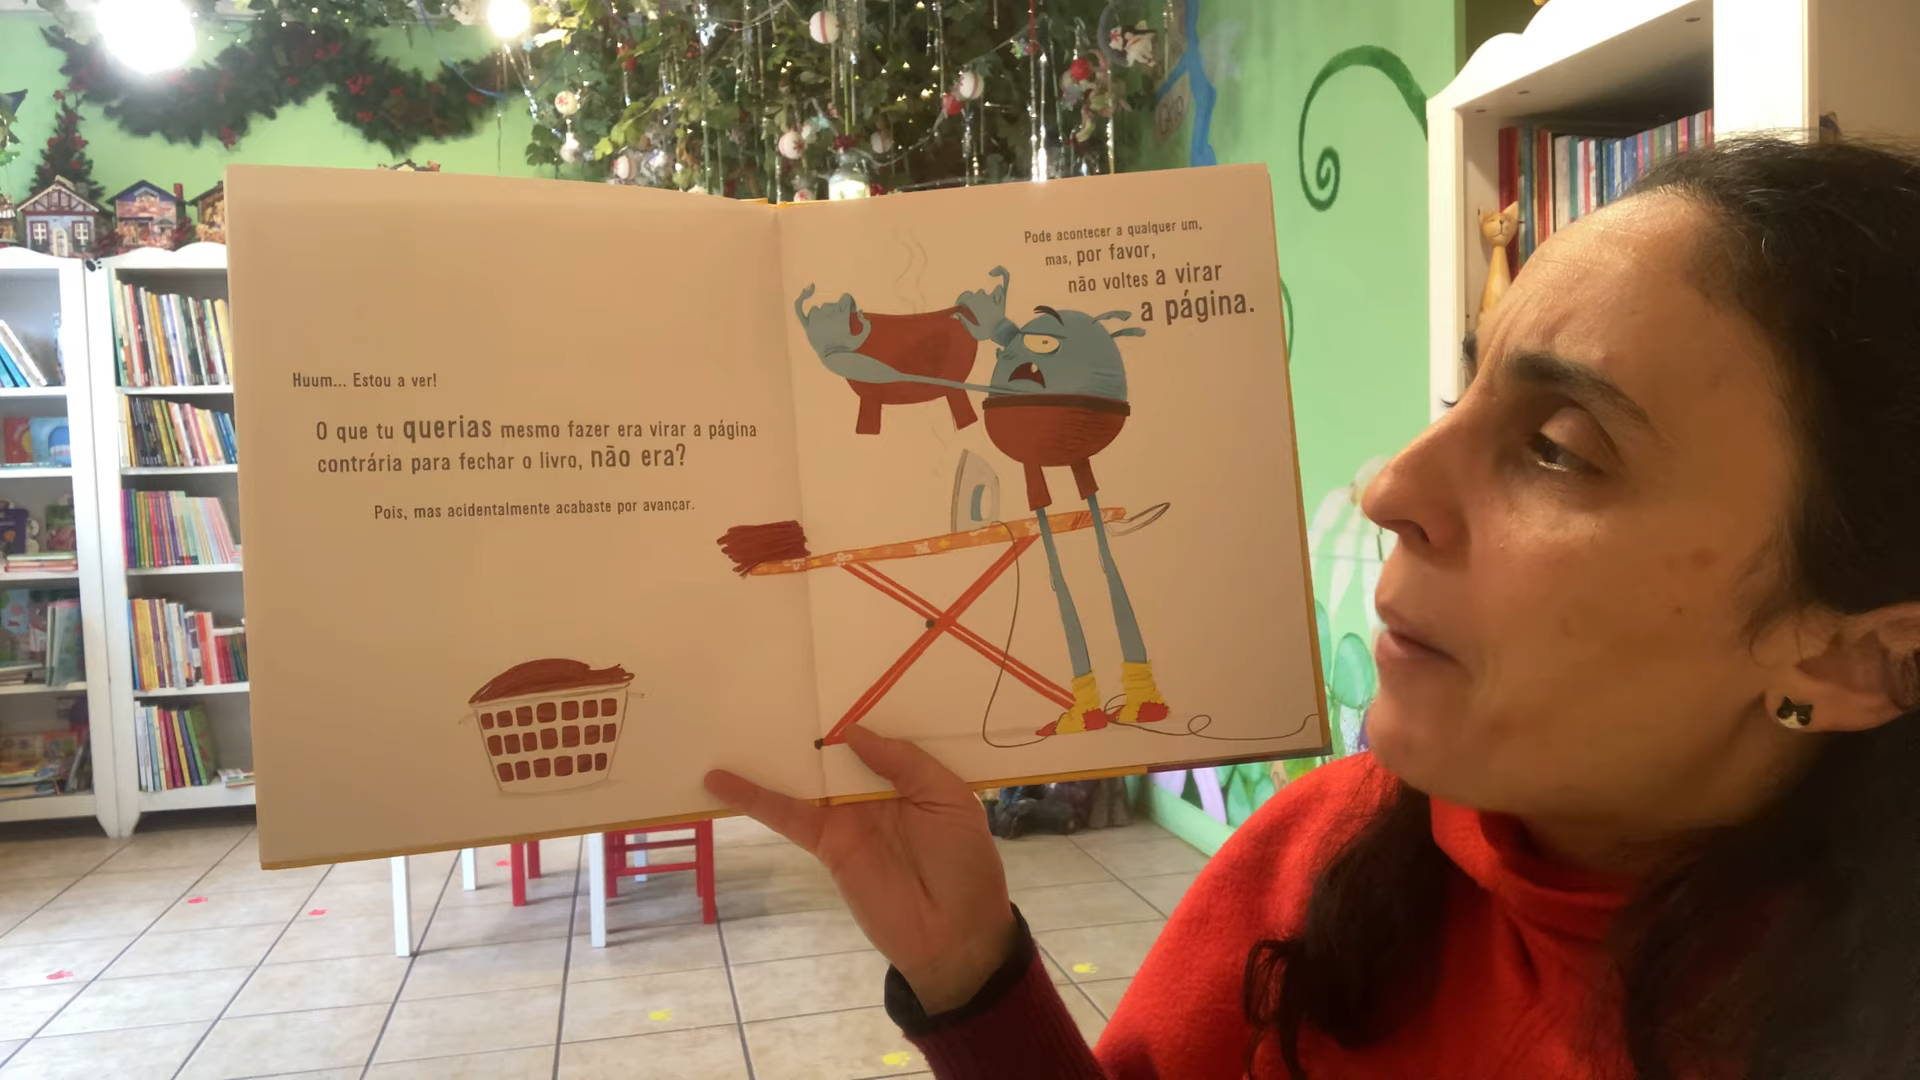 Huum... Estou a ver!
O que tu querias mesmo fazer era virar a página
contrária para fechar o livro, não era?
Pois, mas acidentalmente acabaste por avançar.
Pode acontecer a qualquer um,
mas, por favor,
não voltes a virar
a página.